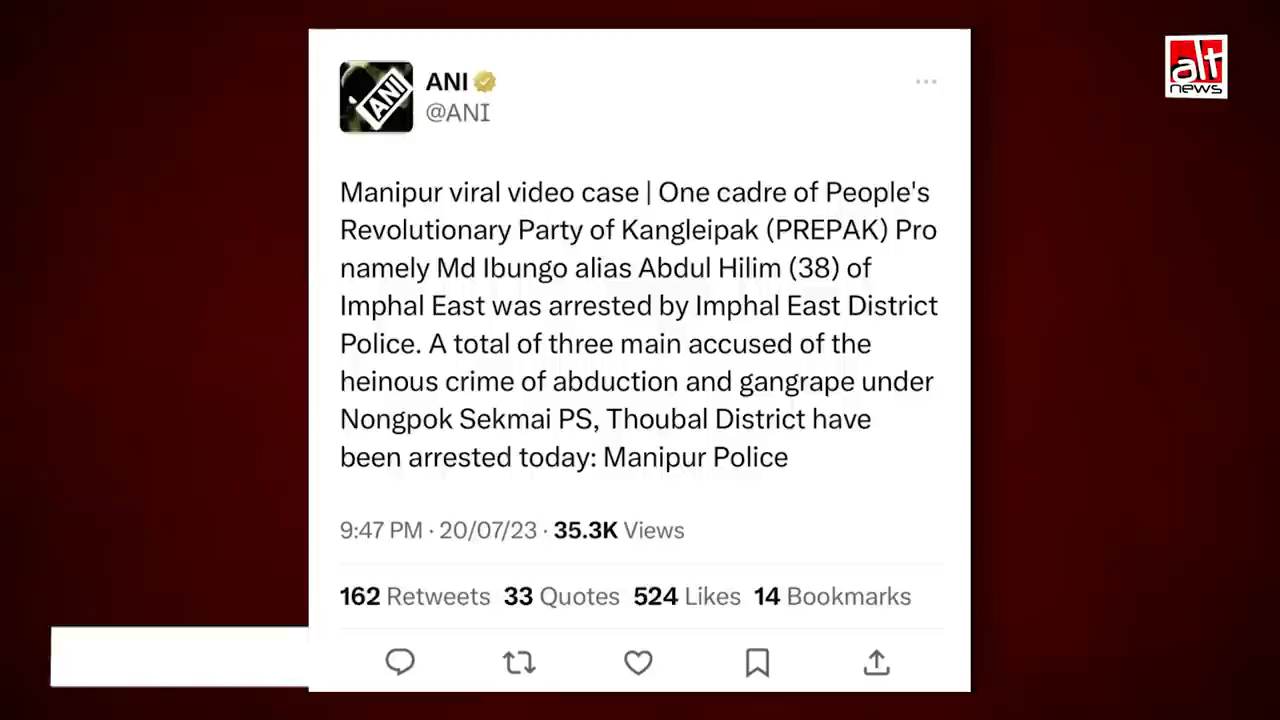 alt
news
ANI
ANI
@ANI
Manipur viral video case | One cadre of People's
Revolutionary Party of Kangleipak (PREPAK) Pro
namely Md Ibungo alias Abdul Hilim (38) of
Imphal East was arrested by Imphal East District
Police. A total of three main accused of the
heinous crime of abduction and gangrape under
Nongpok Sekmai PS, Thoubal District have
been arrested today: Manipur Police
9:47 PM · 20/07/23 · 35.3K Views
162 Retweets 33 Quotes 524 Likes 14 Bookmarks